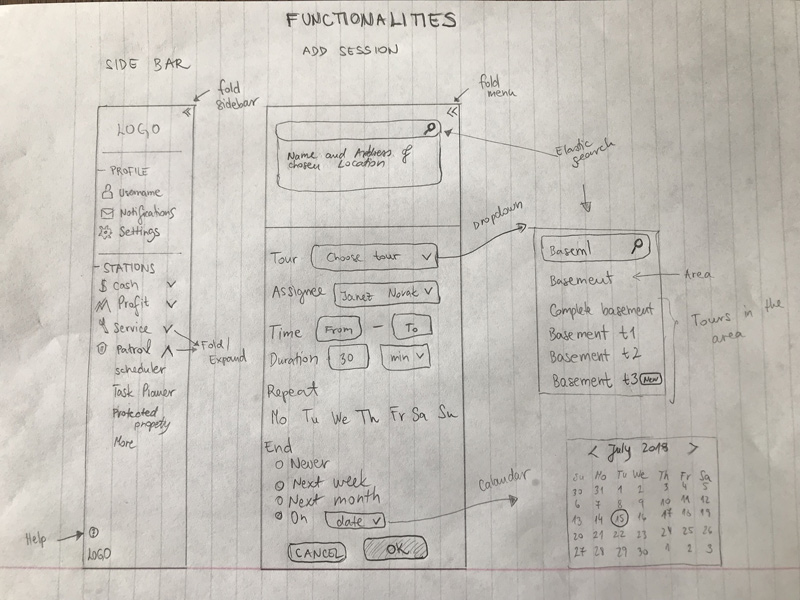 FUNCTIONALITIES
ADD SESSION
SIDE BAR
fold sidebar
LOGO
PROFILE
Username
Notifications
Settings
STATIONS
$ Cash
Profit
Service
Patrol
scheduler
Task Planer
Protected
propety
More
Fold/
Expand
Help
?
LOGO
fold
menu
<<
Name and Address of
chosen Location
Elastic
search
Tour Choose tour
Assignee Janez Novak
Time From - To
Duration 30 min
Repeat
Mo Tu We Th Fr Sa Su
End
Never
Next week
Next month
On date
CANCEL OK
Dropdown
Baseml
Basement
Area
Complete basement
Basement t1
Basement t2
Basement t3 New
Tours in the
area
Calandar
< July 2018 >
Su Mo Tu We Th Fr Sa
30 31 1 2 3 4 5
6 7 8 9 10 11 12
13 14 15 16 17 18 19
20 21 22 23 24 25 26
27 28 29 30 1 2 3